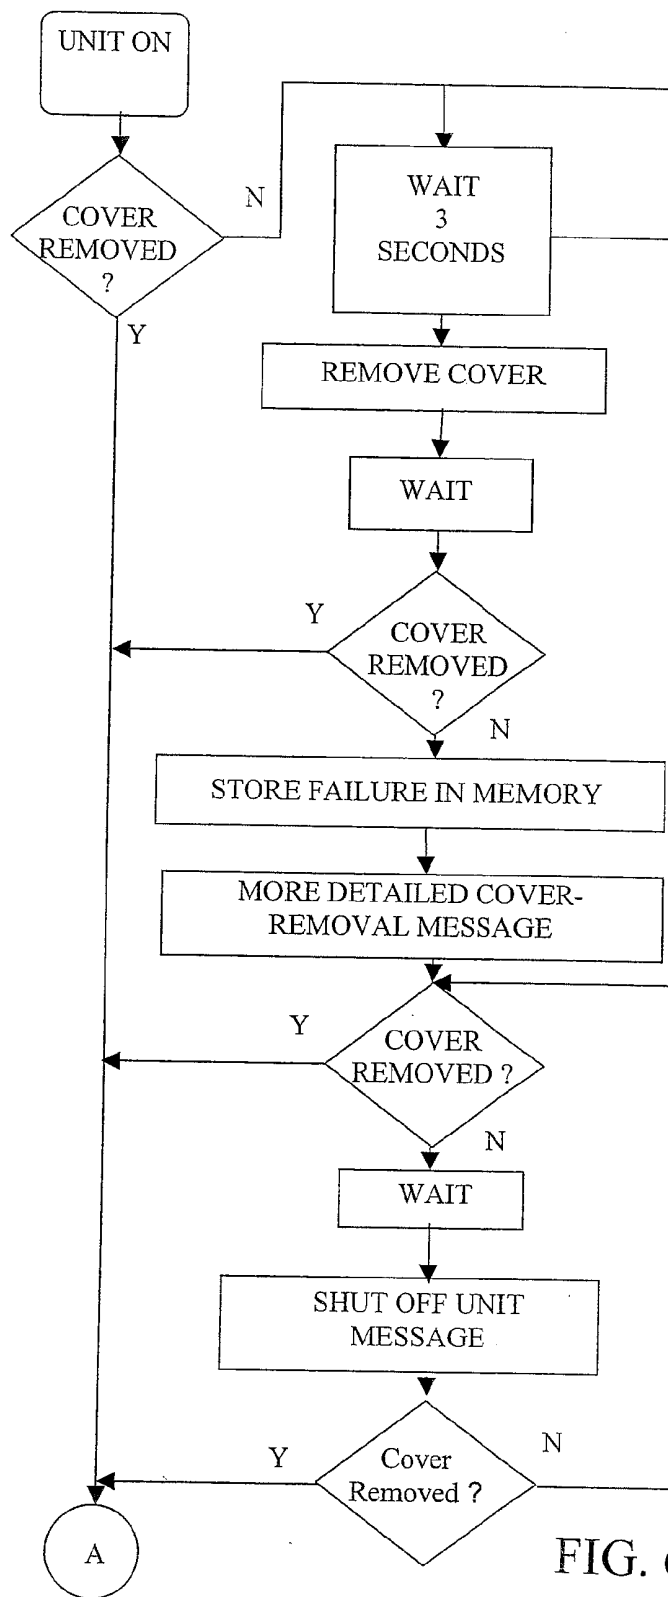 UNIT ON
COVER
REMOVED
?
N
Y
WAIT
3
SECONDS
REMOVE COVER
WAIT
Y
COVER
REMOVED
?
N
STORE FAILURE IN MEMORY
MORE DETAILED COVER-
REMOVAL MESSAGE
Y
COVER
REMOVED ?
N
WAIT
SHUT OFF UNIT
MESSAGE
Y
Cover
Removed ?
N
A
FIG.